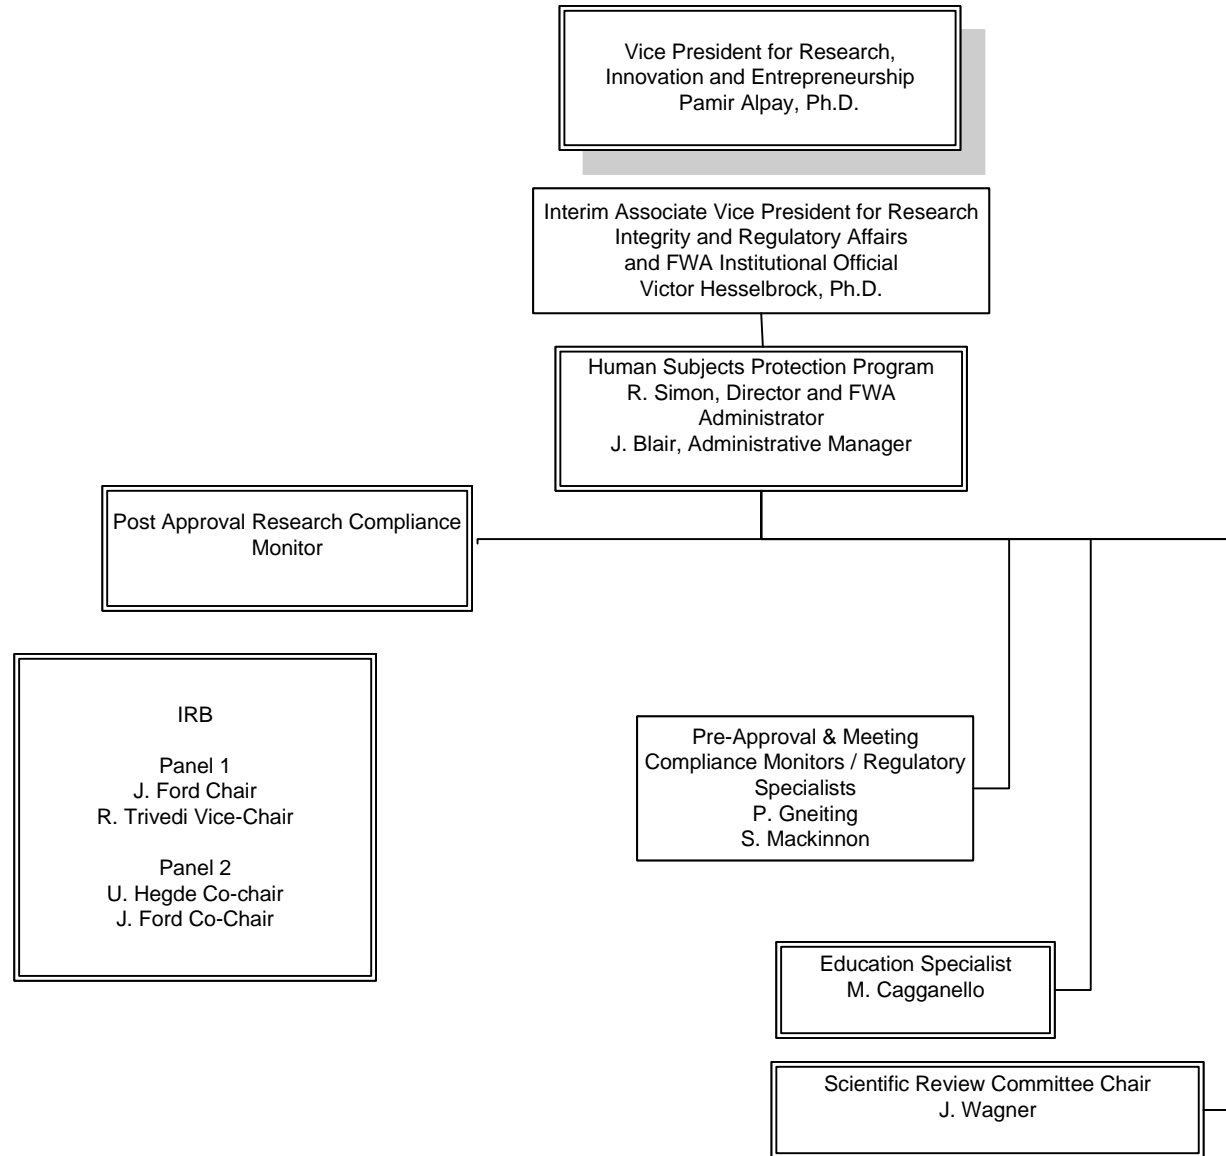 Vice President for Research,
Innovation and Entrepreneurship
Pamir Alpay, Ph.D.
Interim Associate Vice President for Research
Integrity and Regulatory Affairs
and FWA Institutional Official
Victor Hesselbrock, Ph.D.
Human Subjects Protection Program
R. Simon, Director and FWA
Administrator
J. Blair, Administrative Manager
Post Approval Research Compliance
Monitor
IRB
Panel 1
J. Ford Chair
R. Trivedi Vice-Chair
Panel 2
U. Hegde Co-chair
J. Ford Co-Chair
Pre-Approval & Meeting
Compliance Monitors / Regulatory
Specialists
P. Gneiting
S. Mackinnon
Education Specialist
M. Cagganello
Scientific Review Committee Chair
J. Wagner